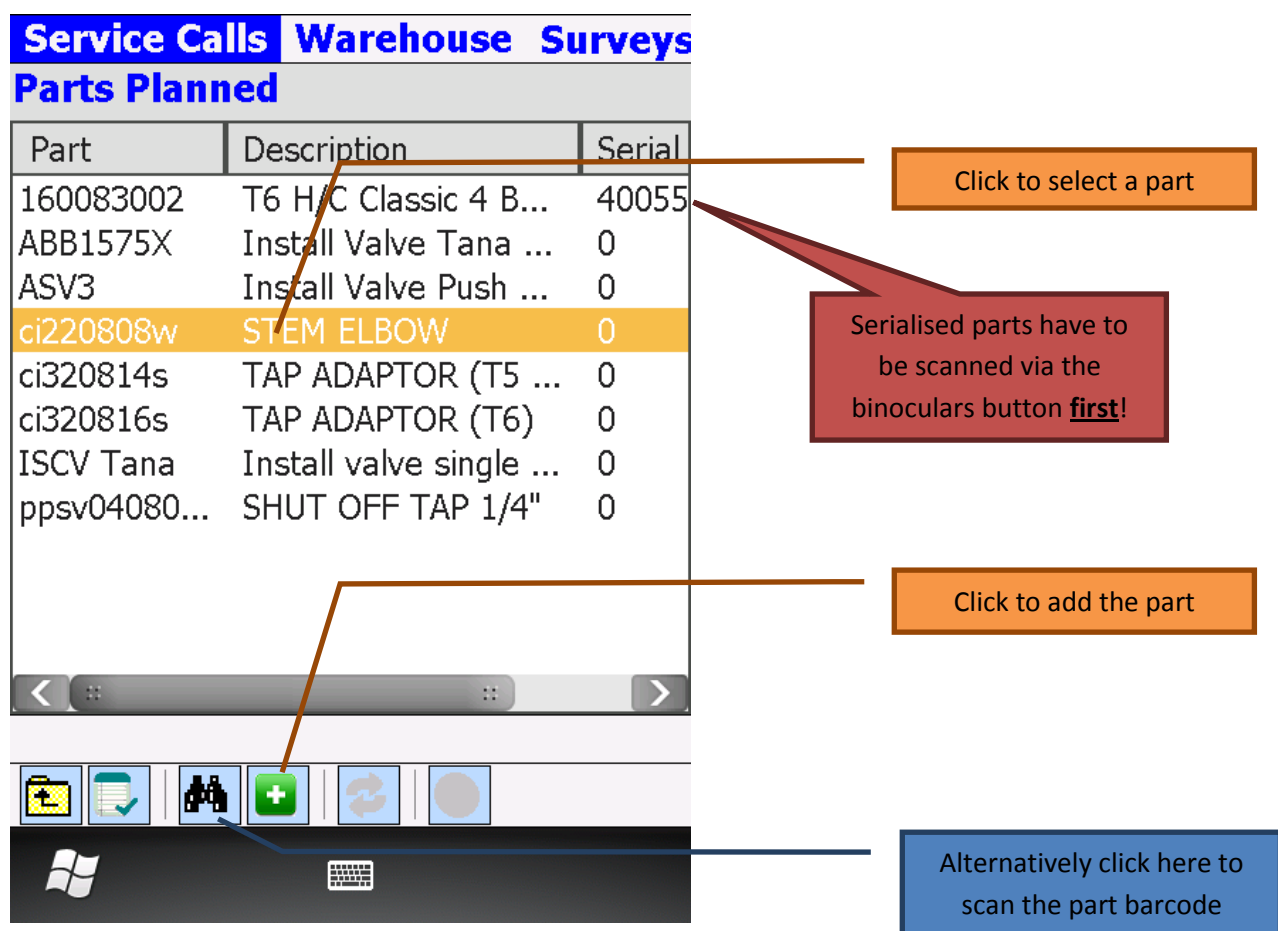 Service Calls Warehouse Surveys
Parts Planned
Part Description Serial
160083002 T6 H/C Classic 4 B... 40055
ABB1575X Install Valve Tana ... 0
ASV3 Install Valve Push ... 0
ci220808w STEM ELBOW 0
ci320814s TAP ADAPTOR (T5 ... 0
ci320816s TAP ADAPTOR (T6) 0
ISCV Tana Install valve single ... 0
ppsv04080... SHUT OFF TAP 1/4" 0
Click to select a part
Serialised parts have to
be scanned via the
binoculars button first!
Click to add the part
Alternatively click here to
scan the part barcode